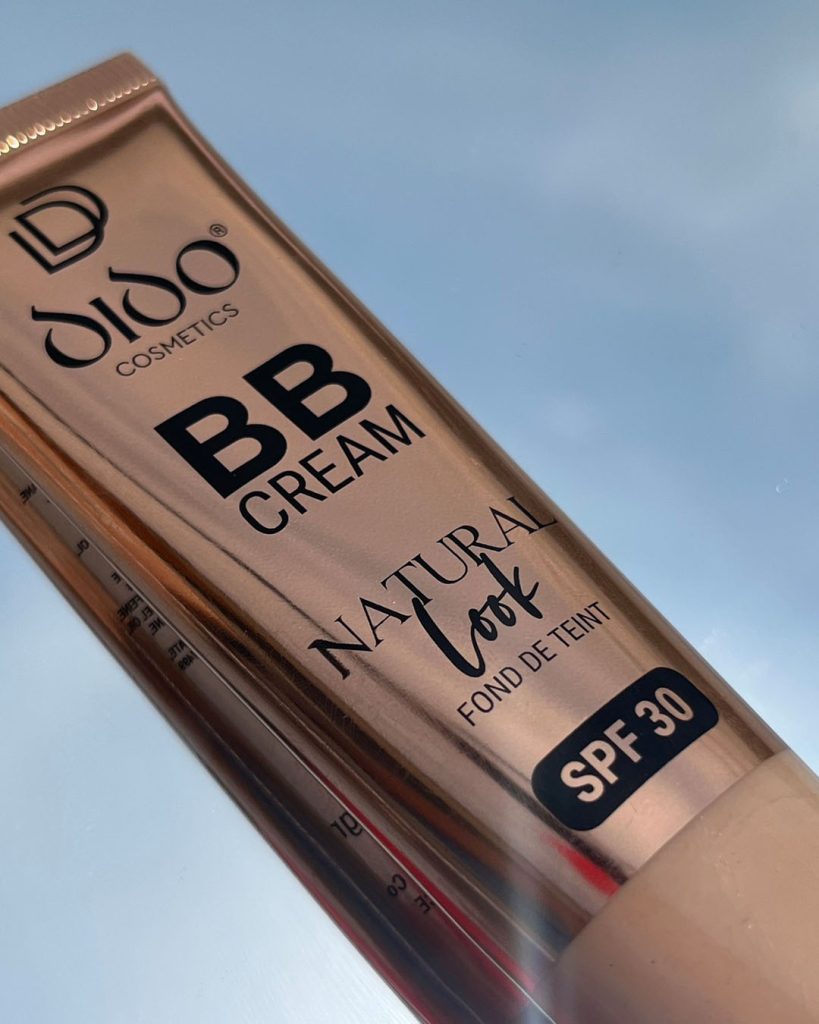 DIDO®
COSMETICS
BB
CREAM
NATURAL
Look
FOND DE TEINT
SPF 30